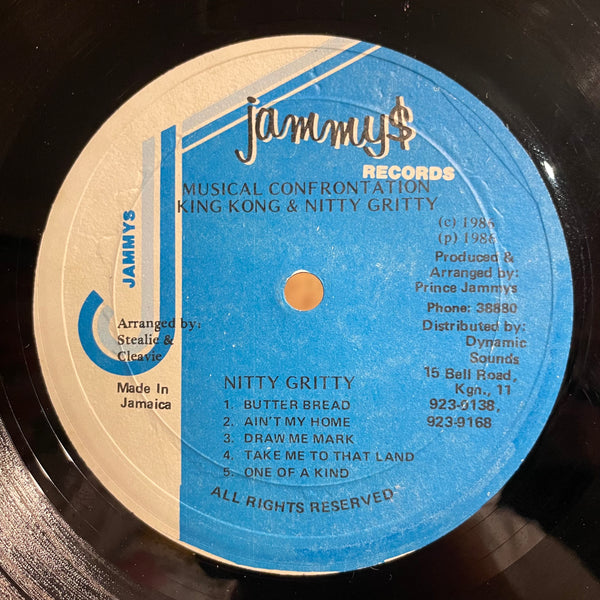 jammy$
RECORDS
MUSICAL CONFRONTATION
KING KONG & NITTY GRITTY
(c) 1986
(p) 1986
Produced &
Arranged by:
Prince Jammys
Phone: 38880
Distributed by:
Dynamic
Sounds
15 Bell Road,
Kgn., 11
923-9138,
923-9168
JAMMYS
Arranged by:
Stealie &
Cleavie
Made In
Jamaica
NITTY GRITTY
1. BUTTER BREAD
2. AIN'T MY HOME
3. DRAW ME MARK
4. TAKE ME TO THAT LAND
5. ONE OF A KIND
ALL RIGHTS RESERVED